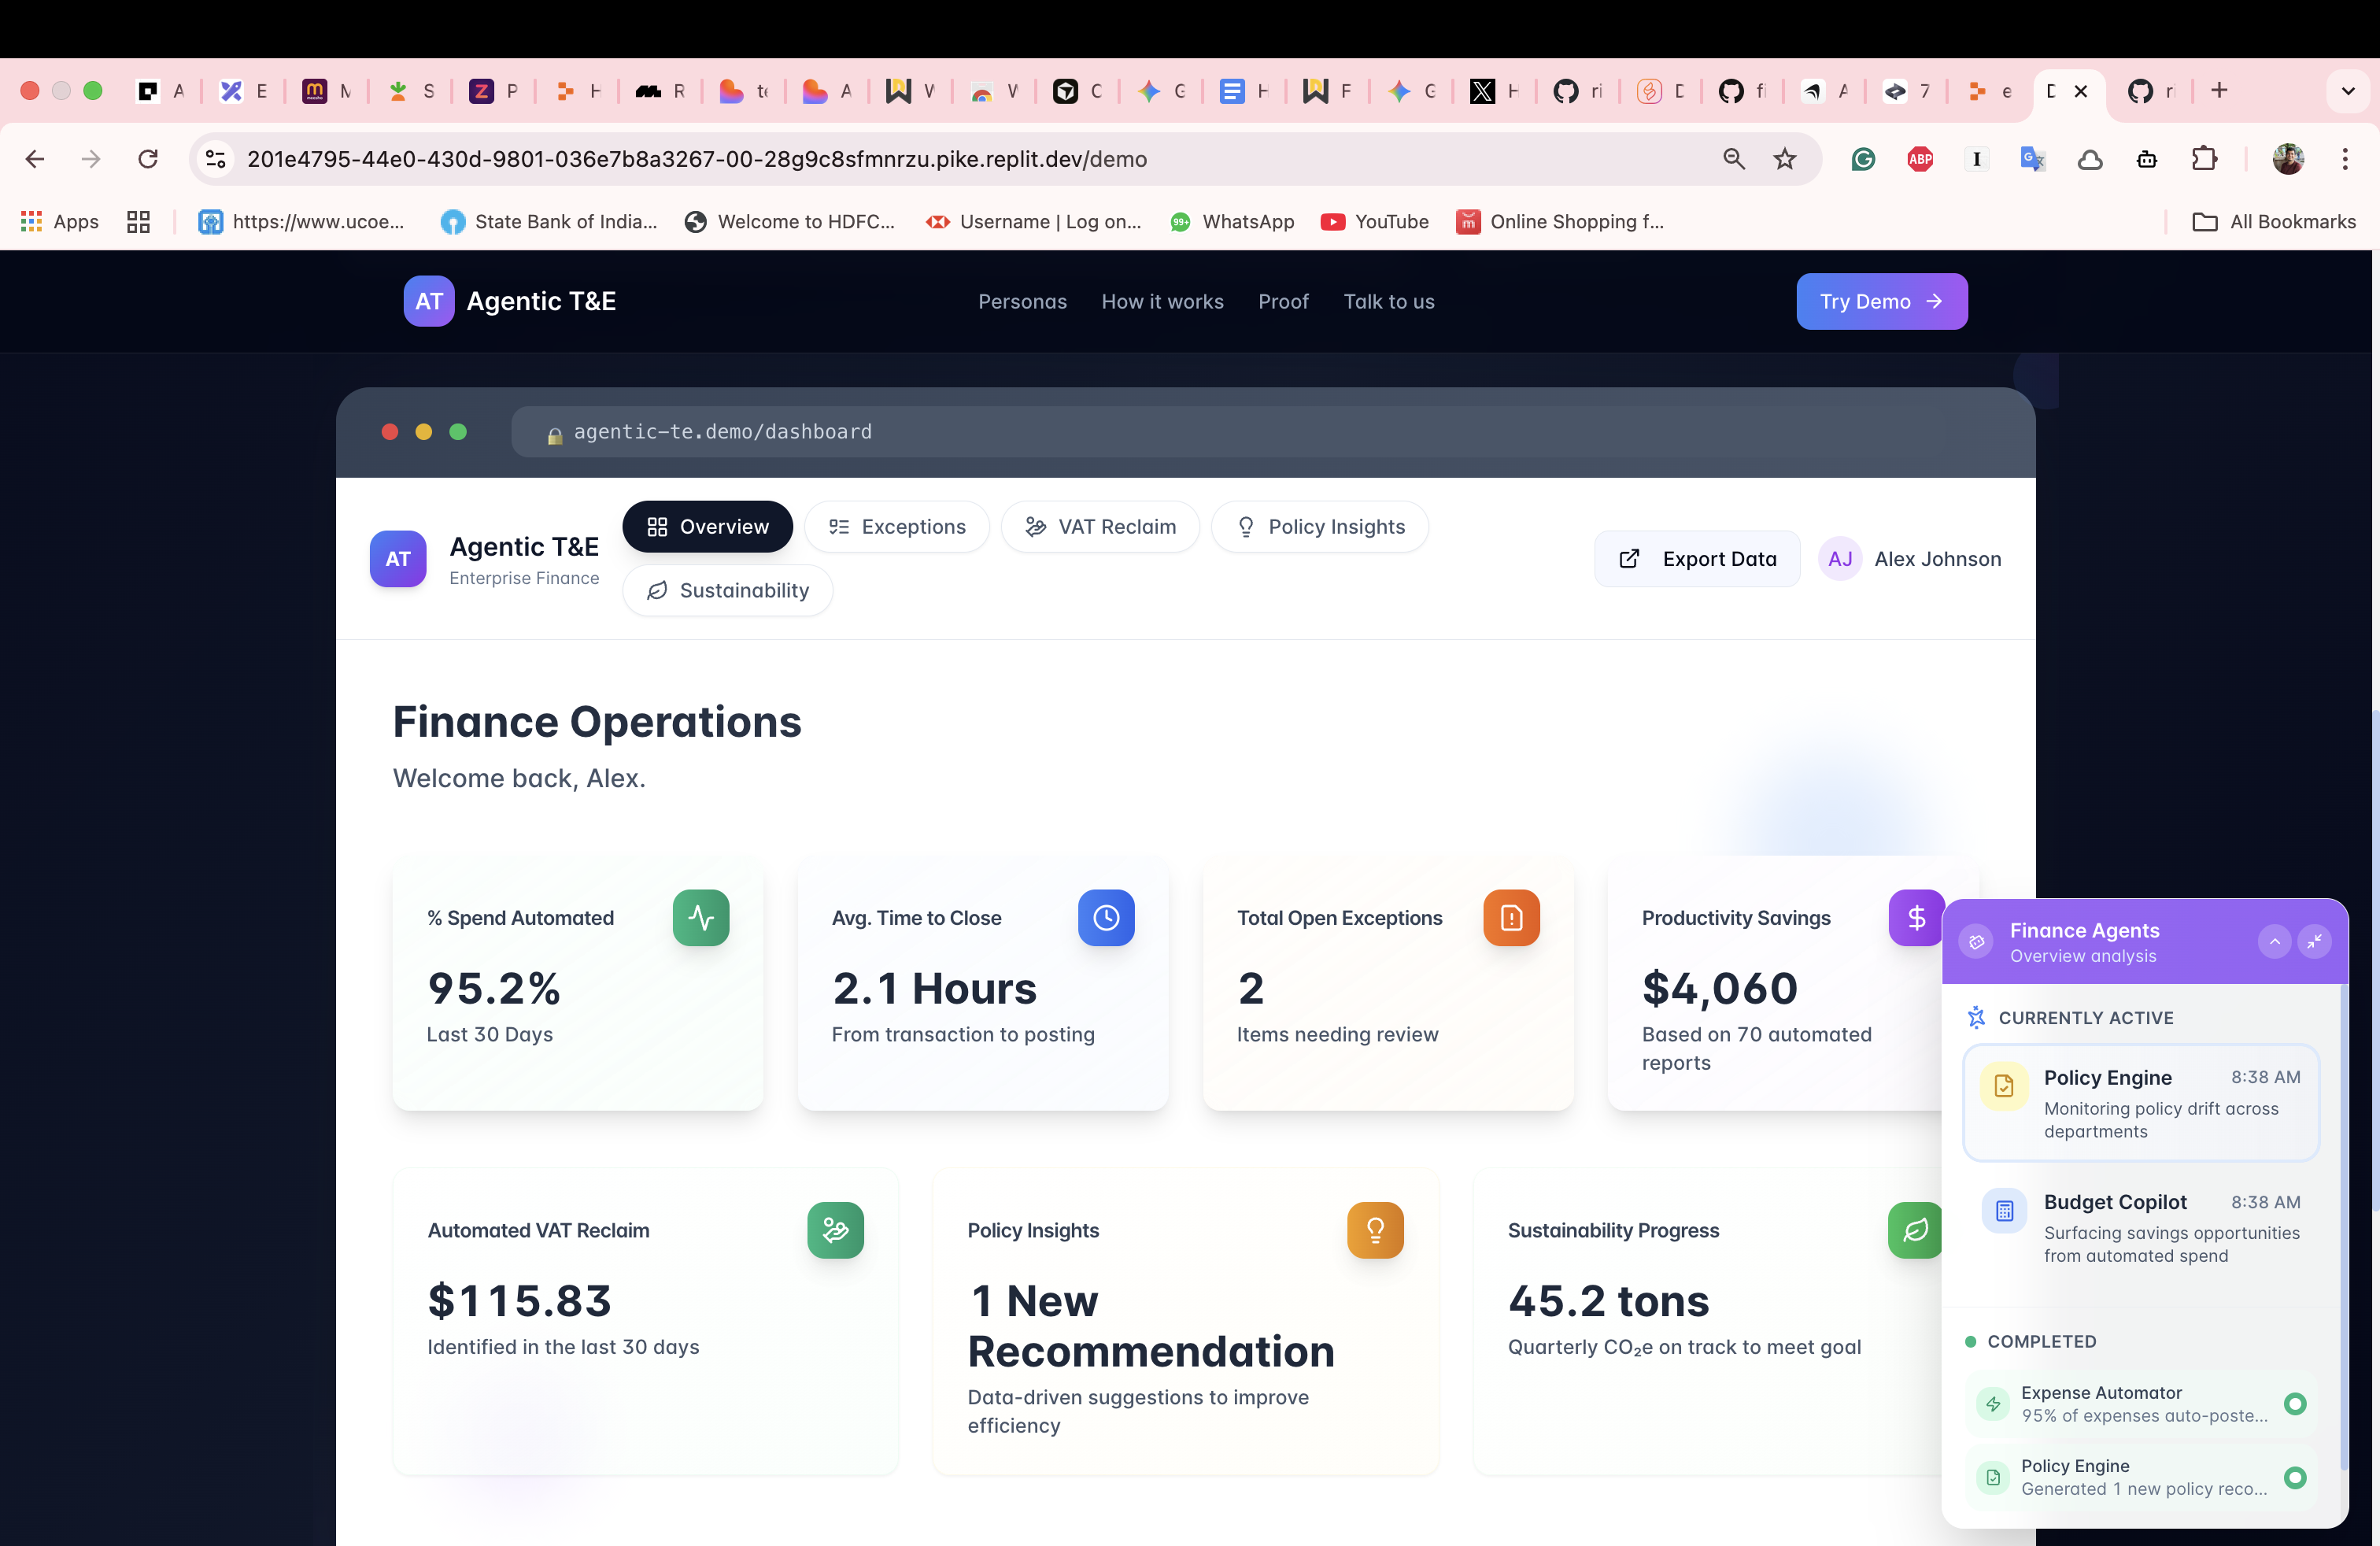 A
E
M
S
P
H
R
te
A
W
W
C
G
H
F
G
H
ri
D
fi
A
7
e
D
ri
201e4795-44e0-430d-9801-036e7b8a3267-00-28g9c8sfmnrzu.pike.replit.dev/demo
ABP
Apps
https://www.ucoe...
State Bank of India...
Welcome to HDFC...
Username | Log on...
99+
WhatsApp
YouTube
Online Shopping f...
All Bookmarks
AT
Agentic T&E
Personas
How it works
Proof
Talk to us
Try Demo
agentic-te.demo/dashboard
AT
Agentic T&E
Enterprise Finance
Overview
Exceptions
VAT Reclaim
Policy Insights
Sustainability
Export Data
AJ
Alex Johnson
Finance Operations
Welcome back, Alex.
% Spend Automated
95.2%
Last 30 Days
Avg. Time to Close
2.1 Hours
From transaction to posting
Total Open Exceptions
2
Items needing review
Productivity Savings
$4,060
Based on 70 automated
reports
Automated VAT Reclaim
$115.83
Identified in the last 30 days
Policy Insights
1 New
Recommendation
Data-driven suggestions to improve
efficiency
Sustainability Progress
45.2 tons
Quarterly CO₂e on track to meet goal
Finance Agents
Overview analysis
CURRENTLY ACTIVE
Policy Engine
8:38 AM
Monitoring policy drift across
departments
Budget Copilot
8:38 AM
Surfacing savings opportunities
from automated spend
COMPLETED
Expense Automator
95% of expenses auto-poste...
Policy Engine
Generated 1 new policy reco...